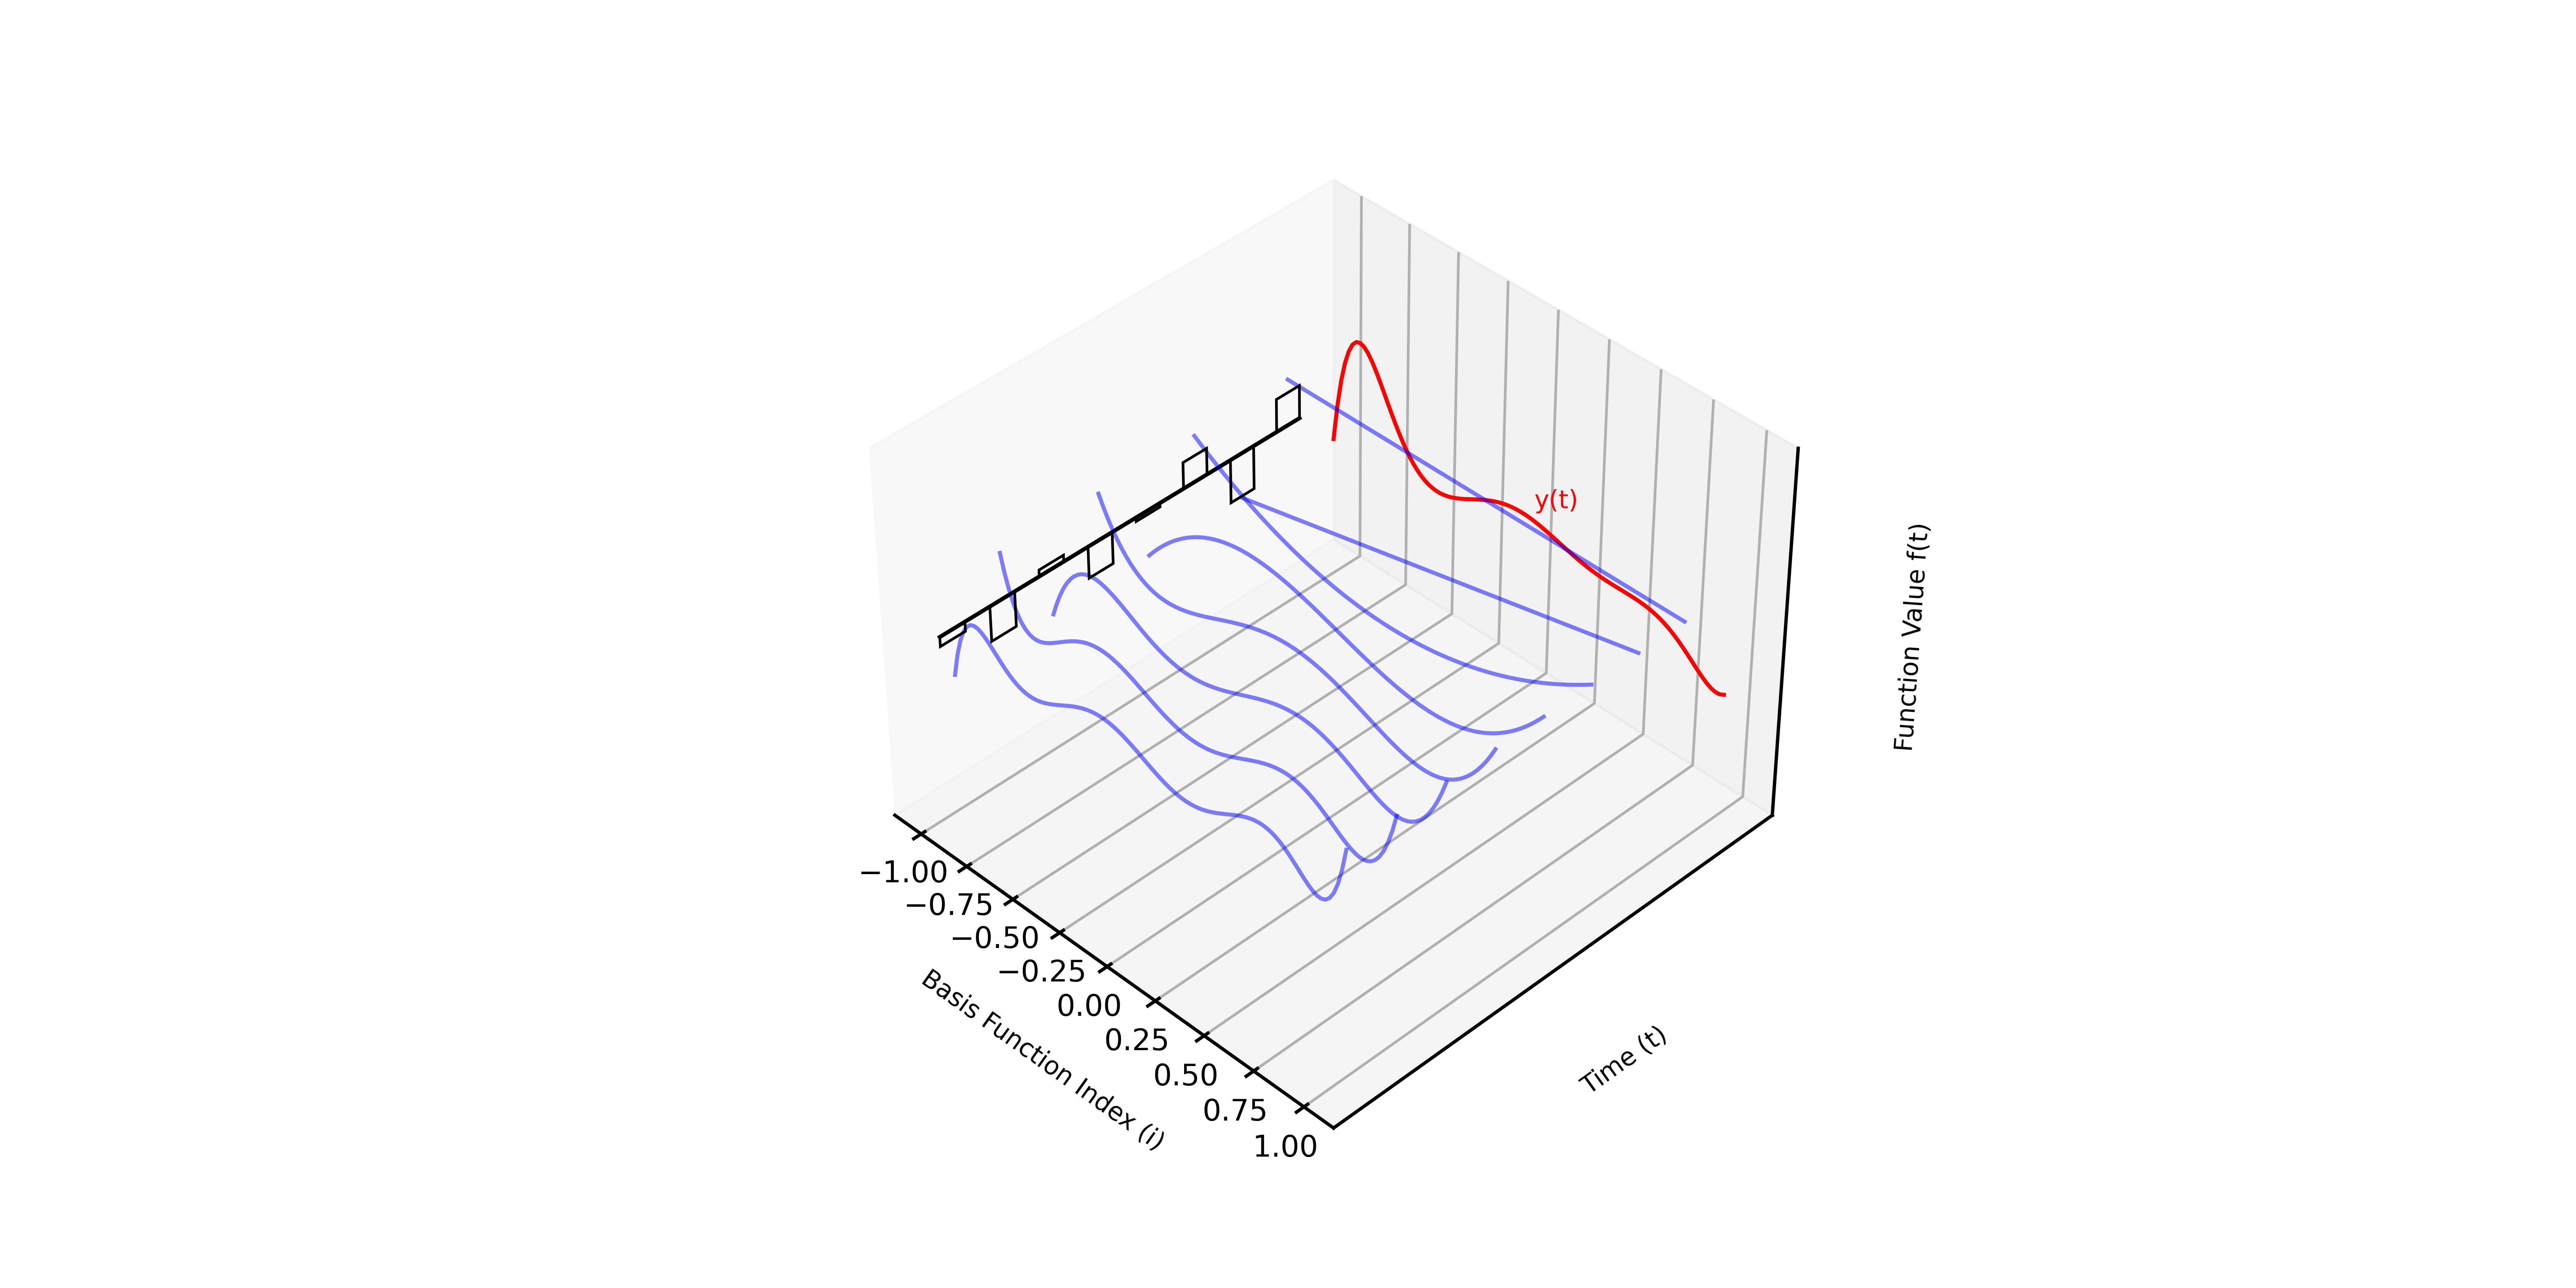 y(t)
Function Value f(t)
−1.00
−0.75
−0.50
−0.25
0.00
0.25
0.50
0.75
1.00
Basis Function Index (i)
Time (t)